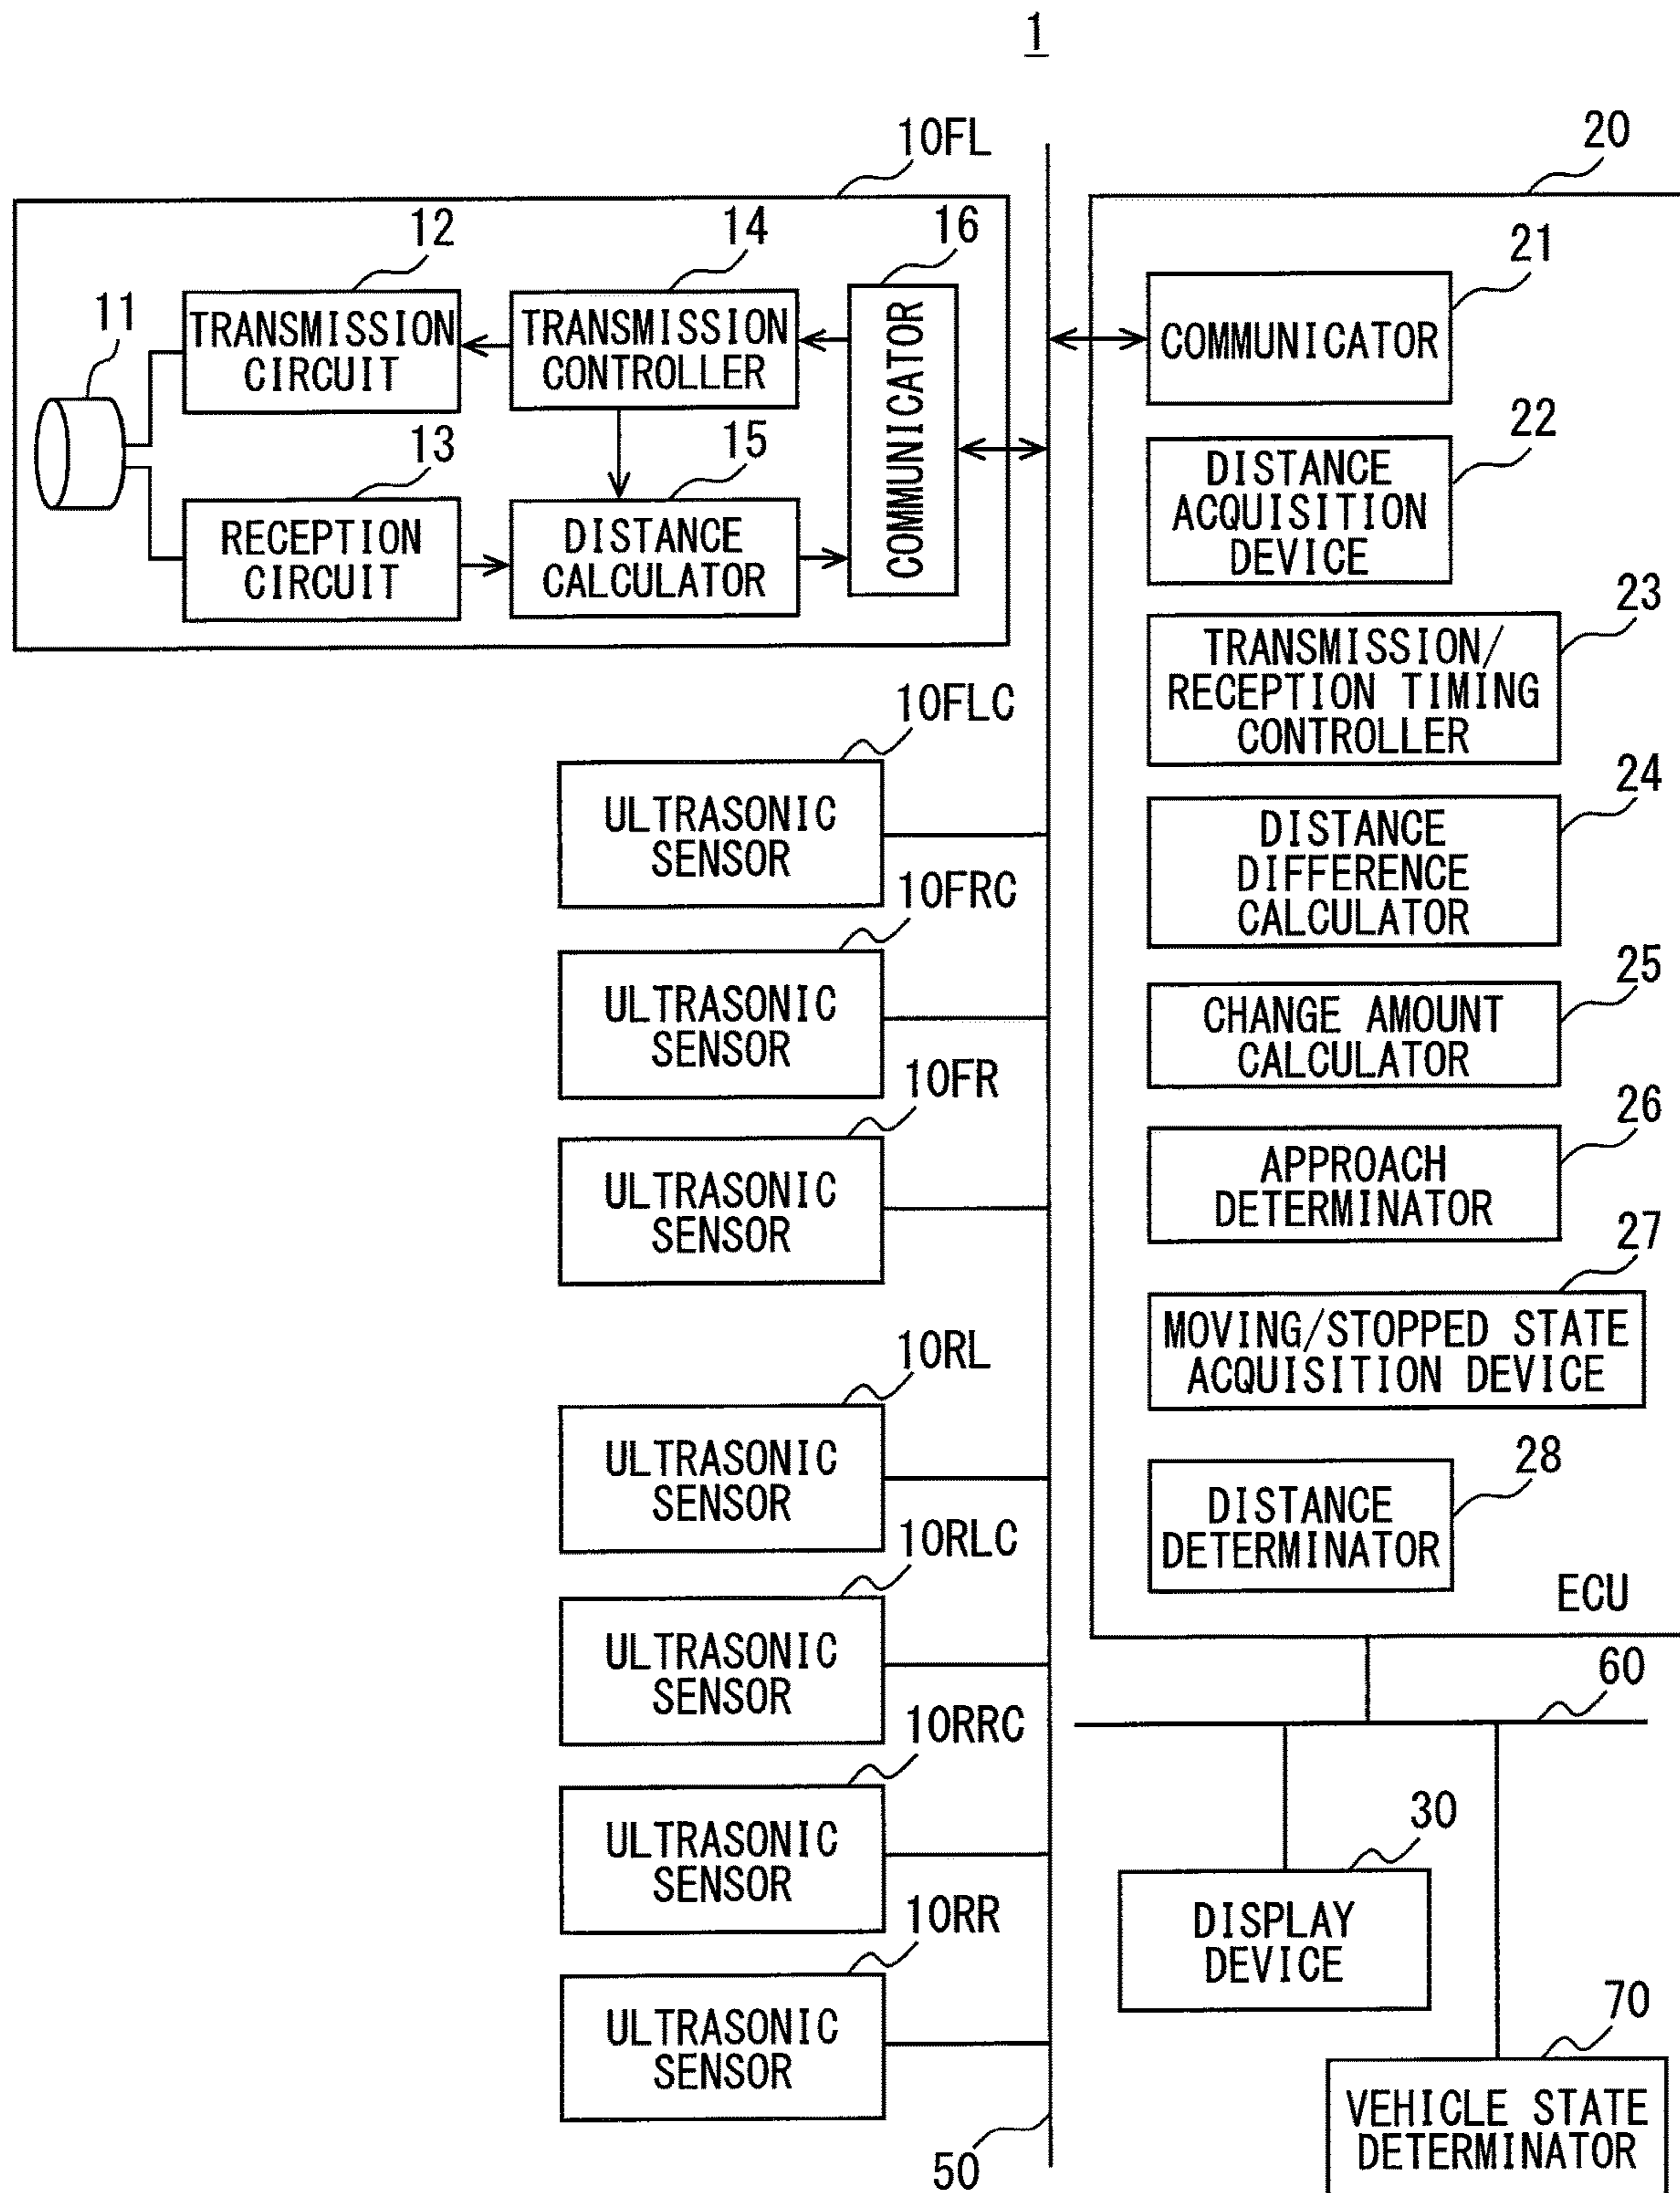 1
10FL
12
14
16
11
TRANSMISSION
CIRCUIT
TRANSMISSION
CONTROLLER
COMMUNICATOR
13
15
RECEPTION
CIRCUIT
DISTANCE
CALCULATOR
10FLC
ULTRASONIC
SENSOR
10FRC
ULTRASONIC
SENSOR
10FR
ULTRASONIC
SENSOR
10RL
ULTRASONIC
SENSOR
10RLC
ULTRASONIC
SENSOR
10RRC
ULTRASONIC
SENSOR
10RR
ULTRASONIC
SENSOR
50
20
21
COMMUNICATOR
22
DISTANCE
ACQUISITION
DEVICE
23
TRANSMISSION/
RECEPTION TIMING
CONTROLLER
24
DISTANCE
DIFFERENCE
CALCULATOR
25
CHANGE AMOUNT
CALCULATOR
26
APPROACH
DETERMINATOR
27
MOVING/STOPPED STATE
ACQUISITION DEVICE
28
DISTANCE
DETERMINATOR
ECU
60
30
DISPLAY
DEVICE
70
VEHICLE STATE
DETERMINATOR